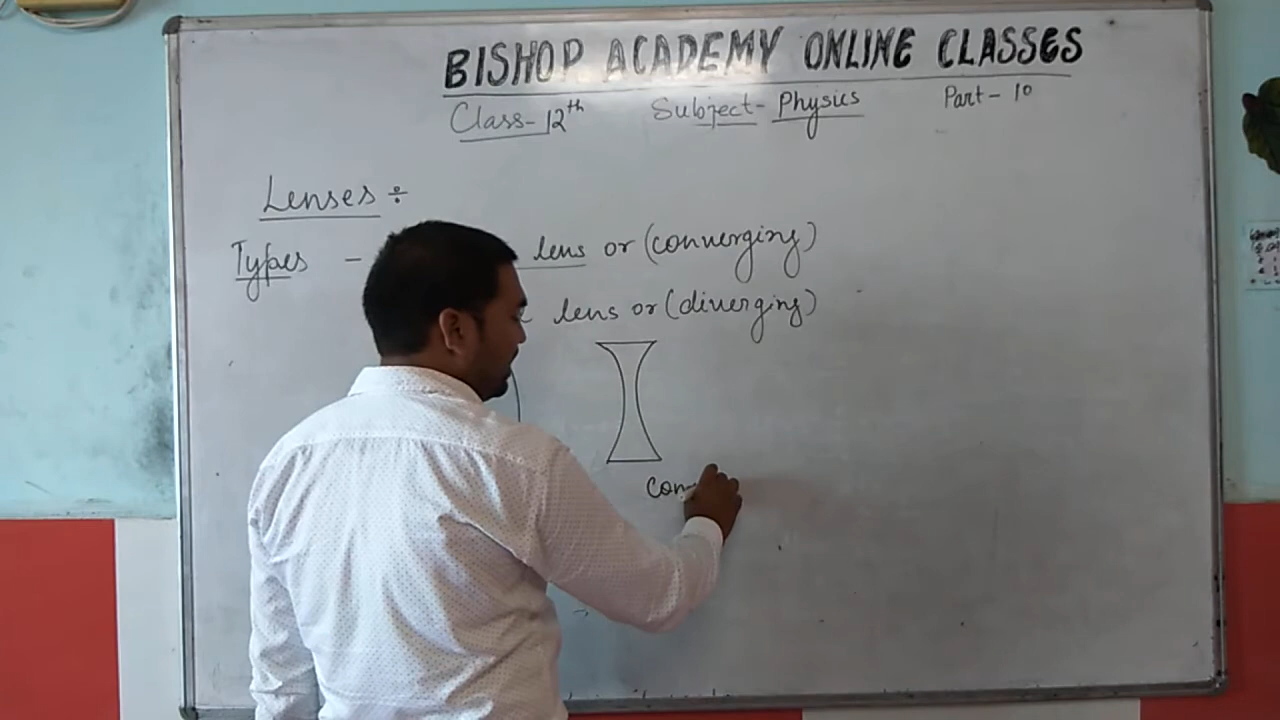 BISHOP ACADEMY ONLINE CLASSES
Class-12th Subject- Physics Part-10
Lenses ÷
Types - lens or (converging)
lens or (diverging)